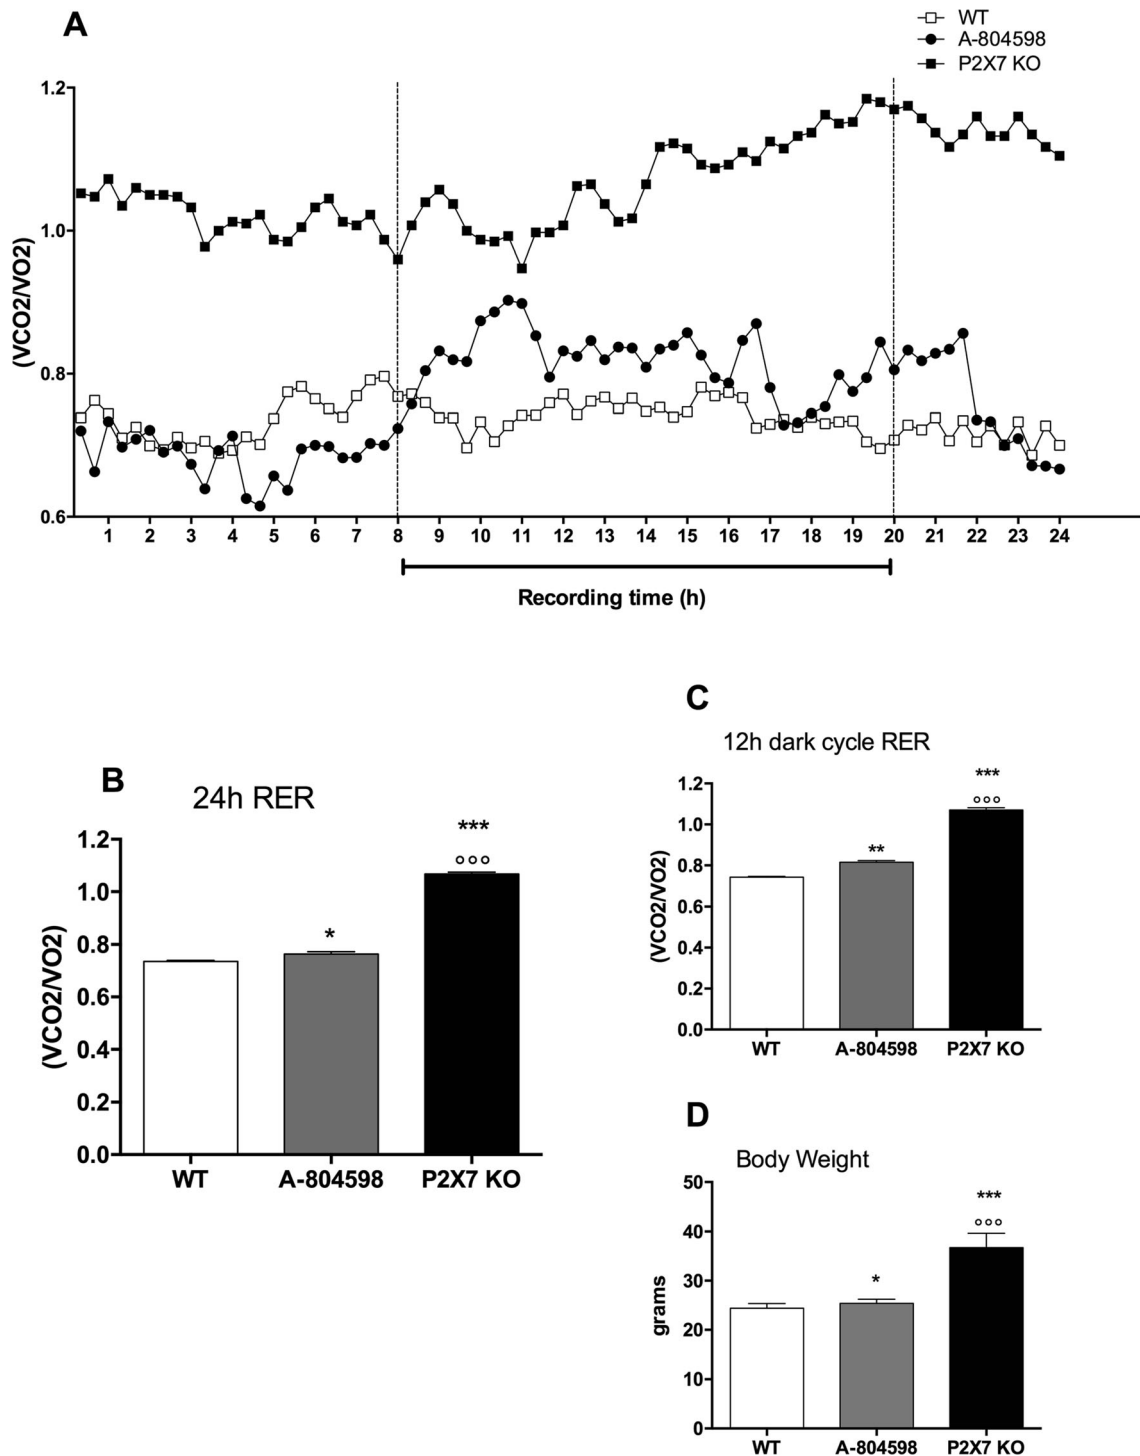 A
WT
A-804598
P2X7 KO
(VCO2/VO2)
1.2
1.0
0.8
0.6
1 2 3 4 5 6 7 8 9 10 11 12 13 14 15 16 17 18 19 20 21 22 23 24
Recording time (h)
B
24h RER
(VCO2/VO2)
1.2
1.0
0.8
0.6
0.4
0.2
0.0
*
***
°°°
WT A-804598 P2X7 KO
C
12h dark cycle RER
(VCO2/VO2)
1.2
1.0
0.8
0.6
0.4
0.2
0.0
**
***
°°°
WT A-804598 P2X7 KO
D
Body Weight
grams
50
40
30
20
10
0
*
***
°°°
WT A-804598 P2X7 KO